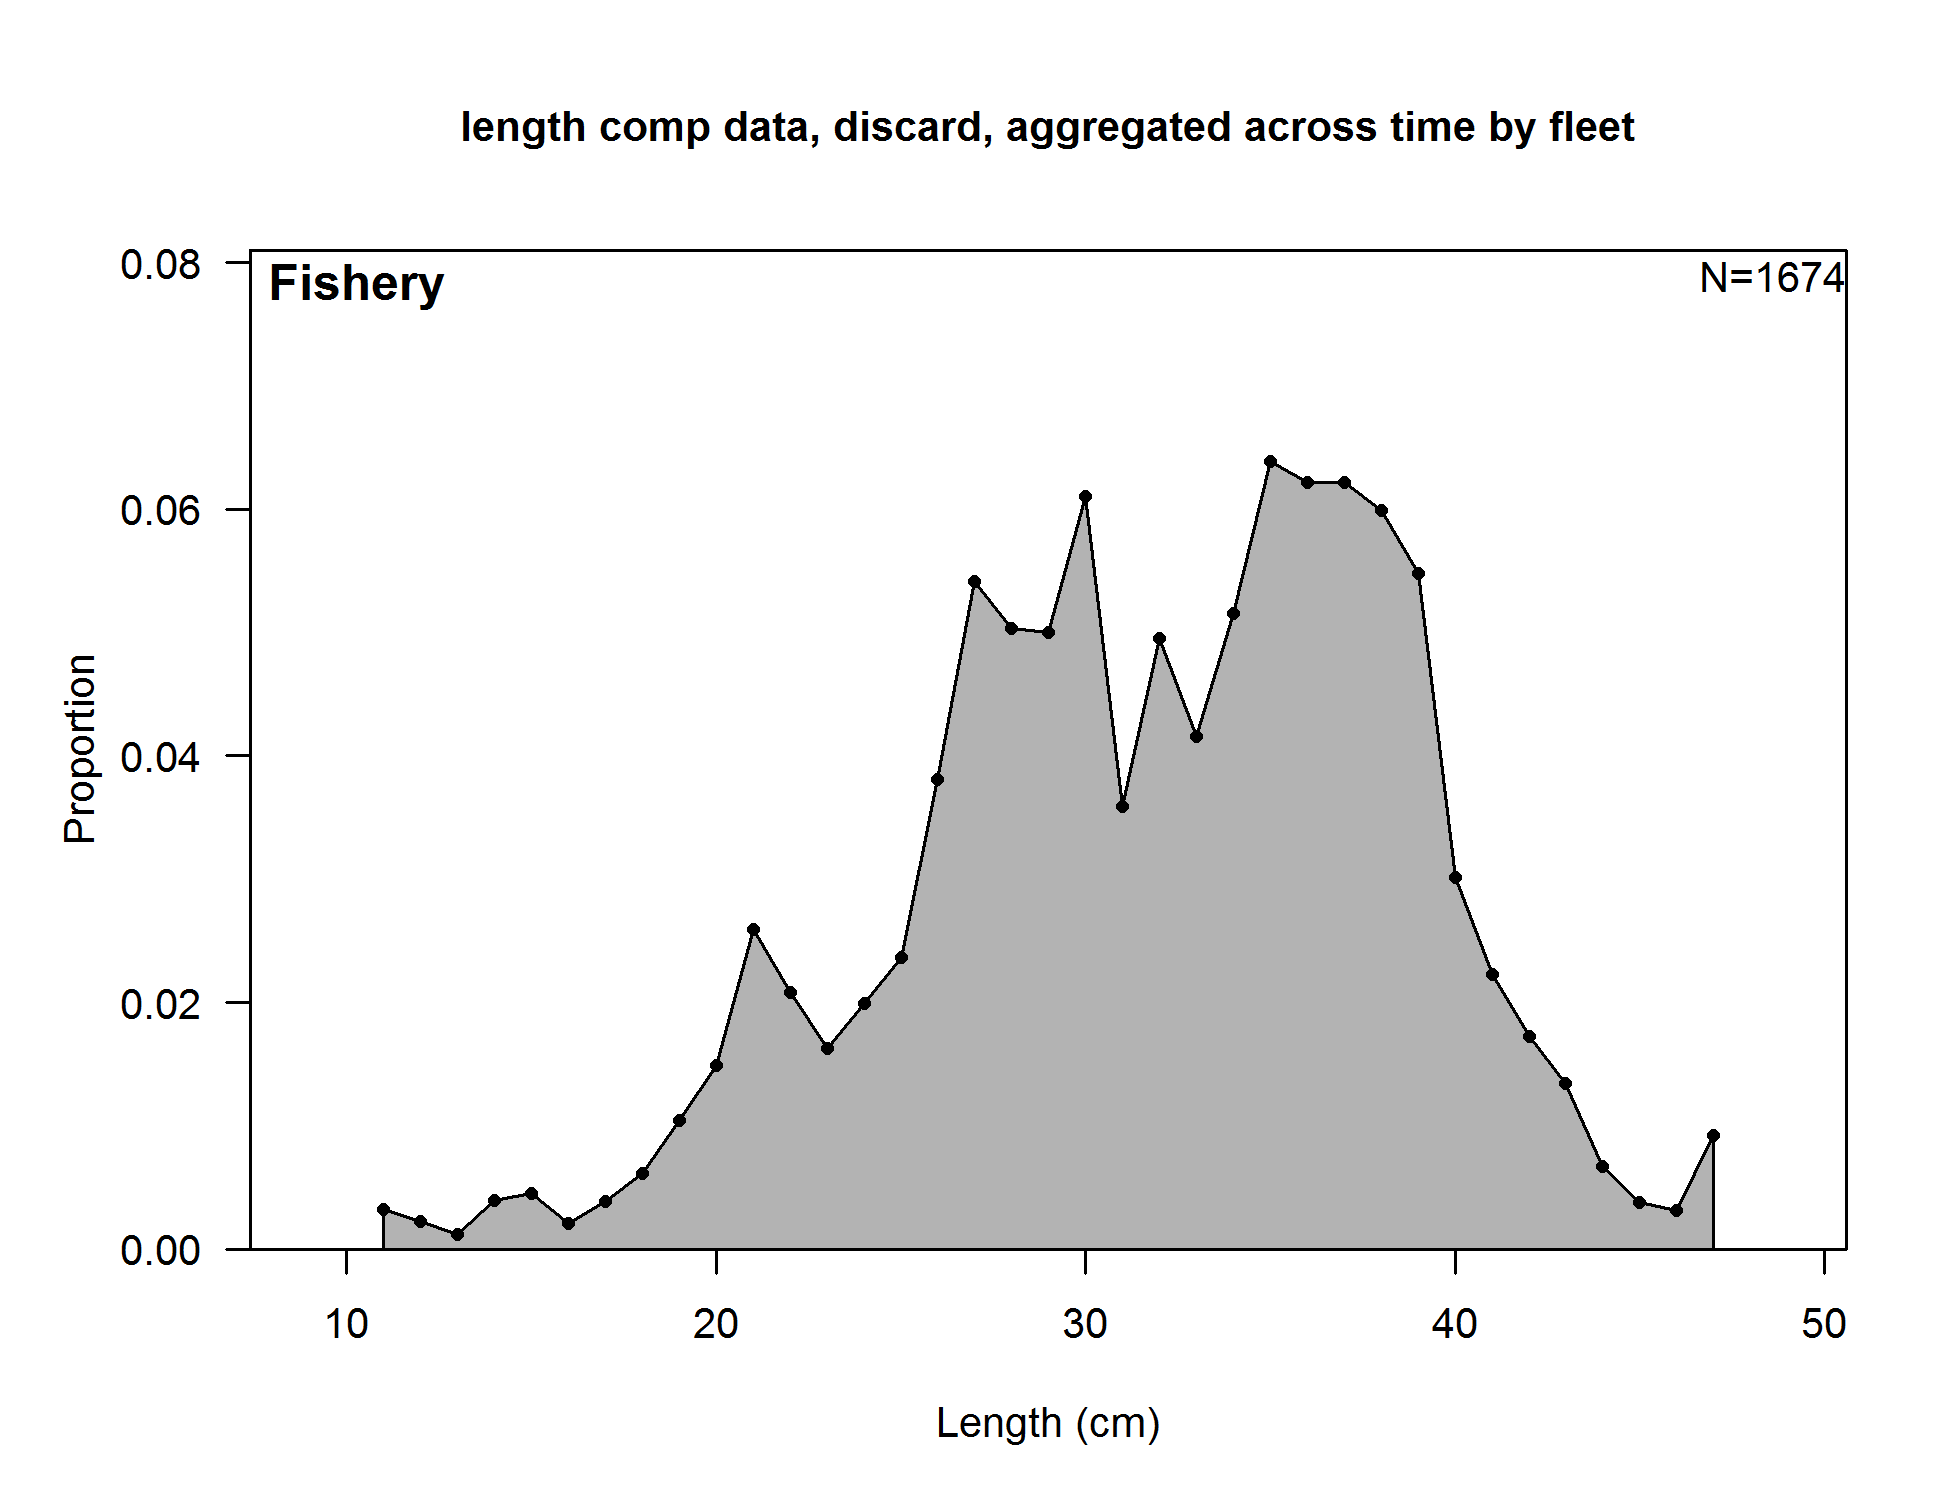 length comp data, discard, aggregated across time by fleet
Fishery
N=1674
0.08
0.06
0.04
0.02
0.00
Proportion
10 20 30 40 50
Length (cm)